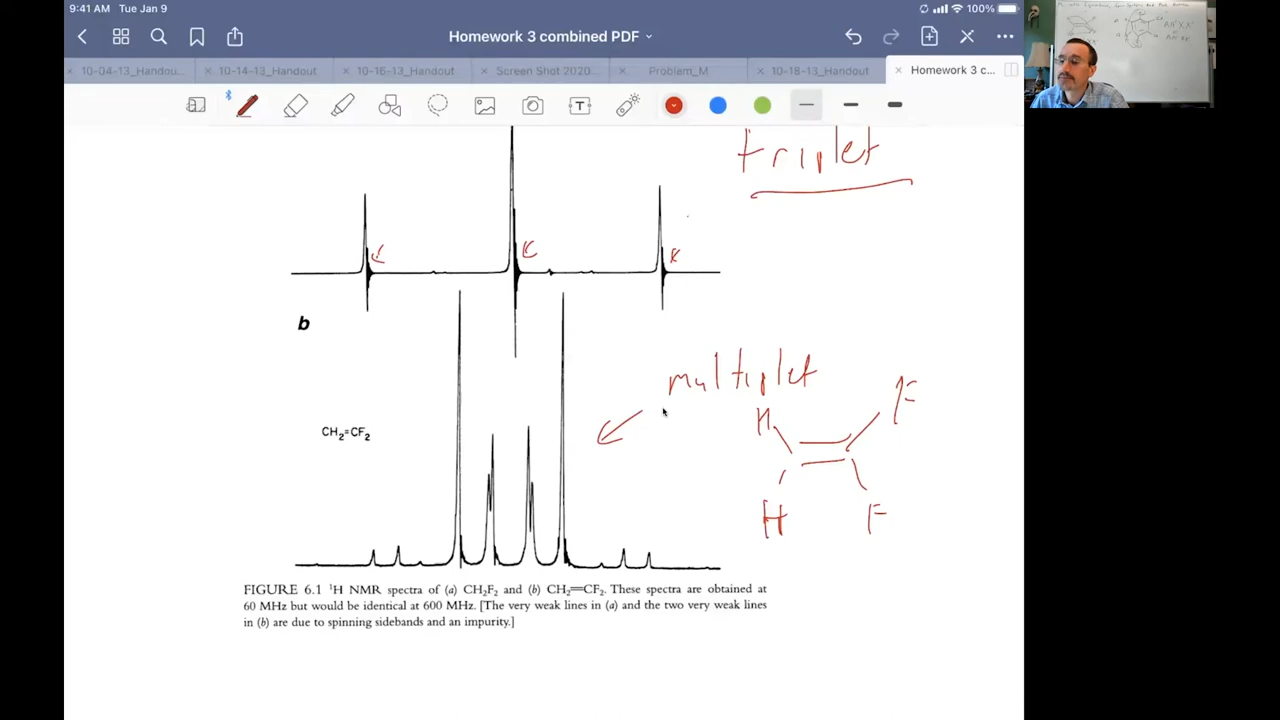 9:41 AM Tue Jan 9
100%
Homework 3 combined PDF
10-04-13_Handou...
10-14-13_Handout
10-16-13_Handout
Screen Shot 2020...
Problem_M
10-18-13_Handout
Homework 3 c...
T
triplet
b
multiplet
CH₂=CF₂
H
F
H
F
FIGURE 6.1 ¹H NMR spectra of (a) CH₂F₂ and (b) CH₂=CF₂. These spectra are obtained at
60 MHz but would be identical at 600 MHz. [The very weak lines in (a) and the two very weak lines
in (b) are due to spinning sidebands and an impurity.]